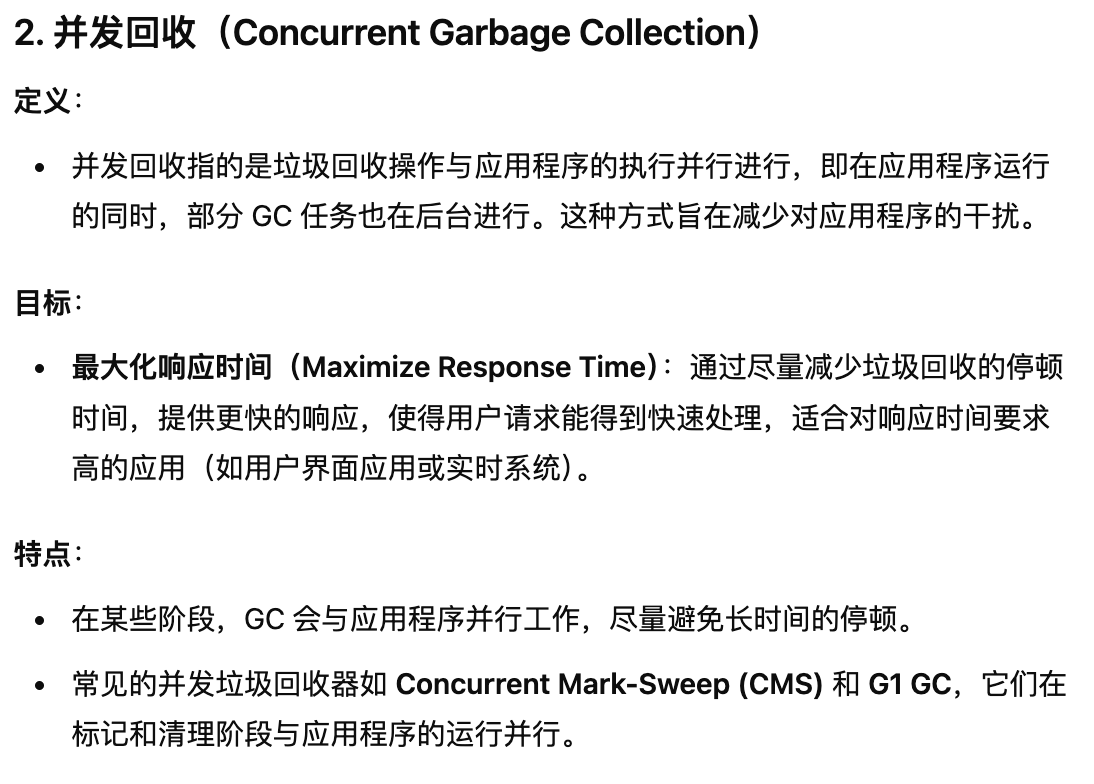 2. 并发回收（Concurrent Garbage Collection）
定义：
• 并发回收指的是垃圾回收操作与应用程序的执行并行进行，即在应用程序运行
的同时，部分 GC 任务也在后台进行。这种方式旨在减少对应用程序的干扰。
目标：
• 最大化响应时间（Maximize Response Time）：通过尽量减少垃圾回收的停顿
时间，提供更快的响应，使得用户请求能得到快速处理，适合对响应时间要求
高的应用（如用户界面应用或实时系统）。
特点：
• 在某些阶段，GC 会与应用程序并行工作，尽量避免长时间的停顿。
• 常见的并发垃圾回收器如 Concurrent Mark-Sweep (CMS) 和 G1 GC，它们在
标记和清理阶段与应用程序的运行并行。